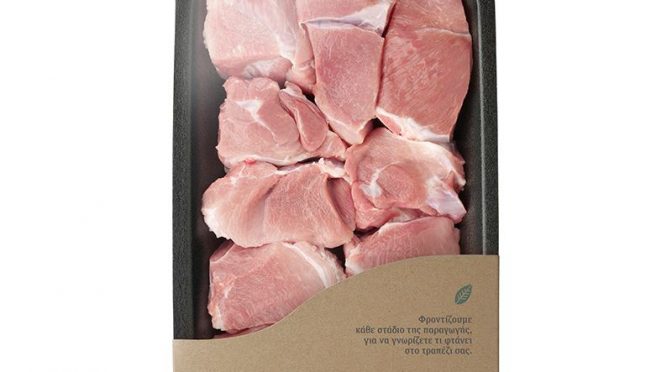 Φροντίζουμε
κάθε στάδιο της παραγωγής,
για να γνωρίζετε τι φτάνει
στο τραπέζι σας.